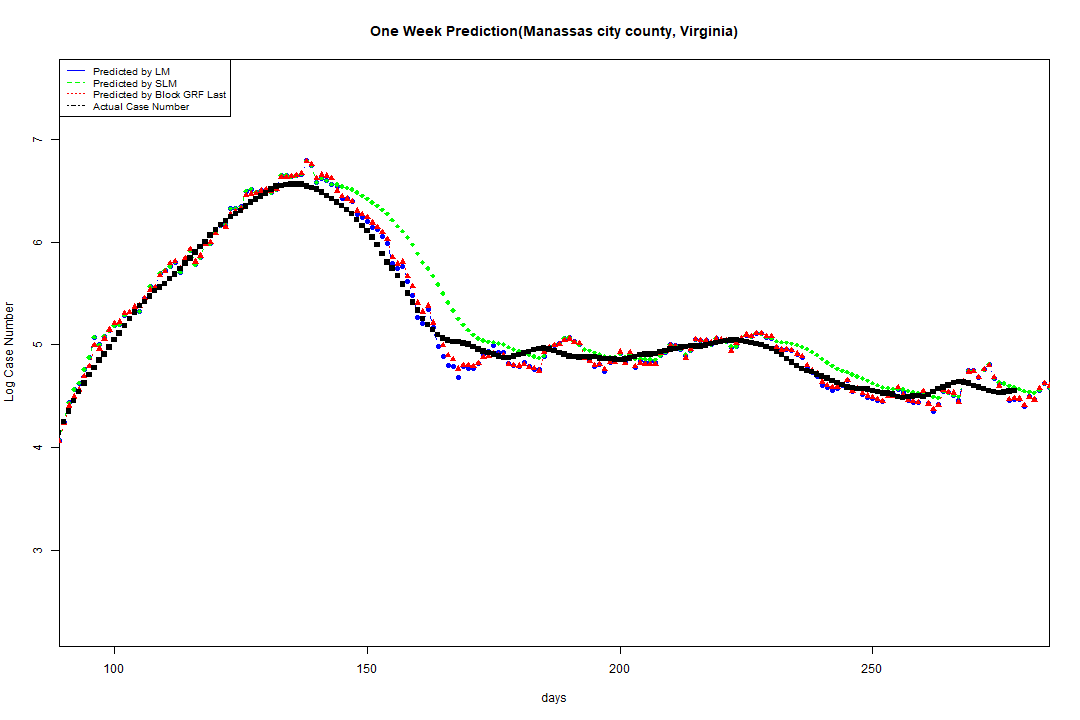 One Week Prediction(Manassas city county, Virginia)
Predicted by LM
Predicted by SLM
Predicted by Block GRF Last
Actual Case Number
7
6
5
4
3
Log Case Number
100 150 200 250
days